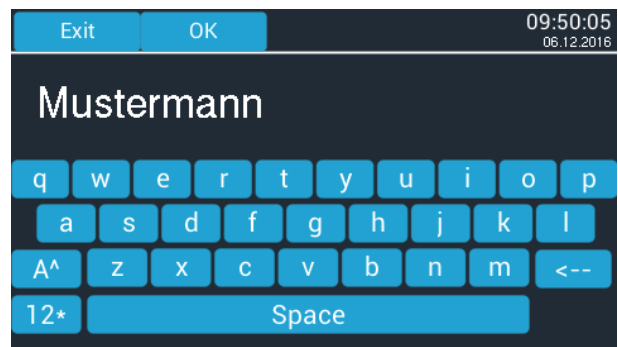 Exit OK 09:50:05
06.12.2016
Mustermann
q w e r t y u i o p
a s d f g h j k l
A^ z x c v b n m <--
12* Space